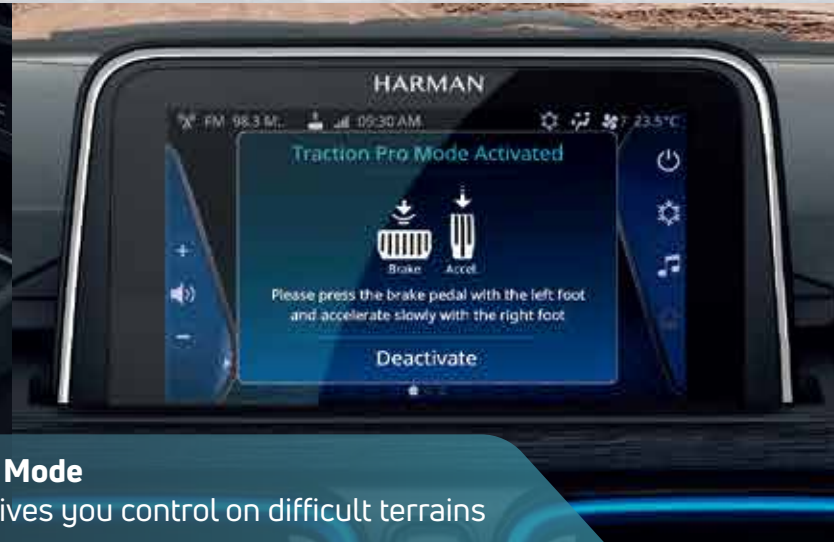 HARMAN
FM 98.3 M.. 09:30 AM 7 23.5°C
Traction Pro Mode Activated
Brake Accel.
Please press the brake pedal with the left foot
and accelerate slowly with the right foot
Deactivate
Mode
ives you control on difficult terrains